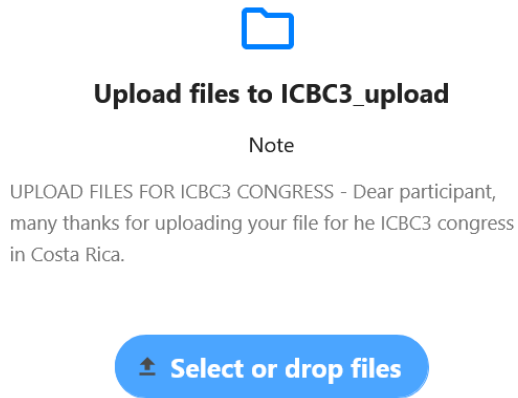 Upload files to ICBC3_upload
Note
UPLOAD FILES FOR ICBC3 CONGRESS - Dear participant,
many thanks for uploading your file for he ICBC3 congress
in Costa Rica.
Select or drop files